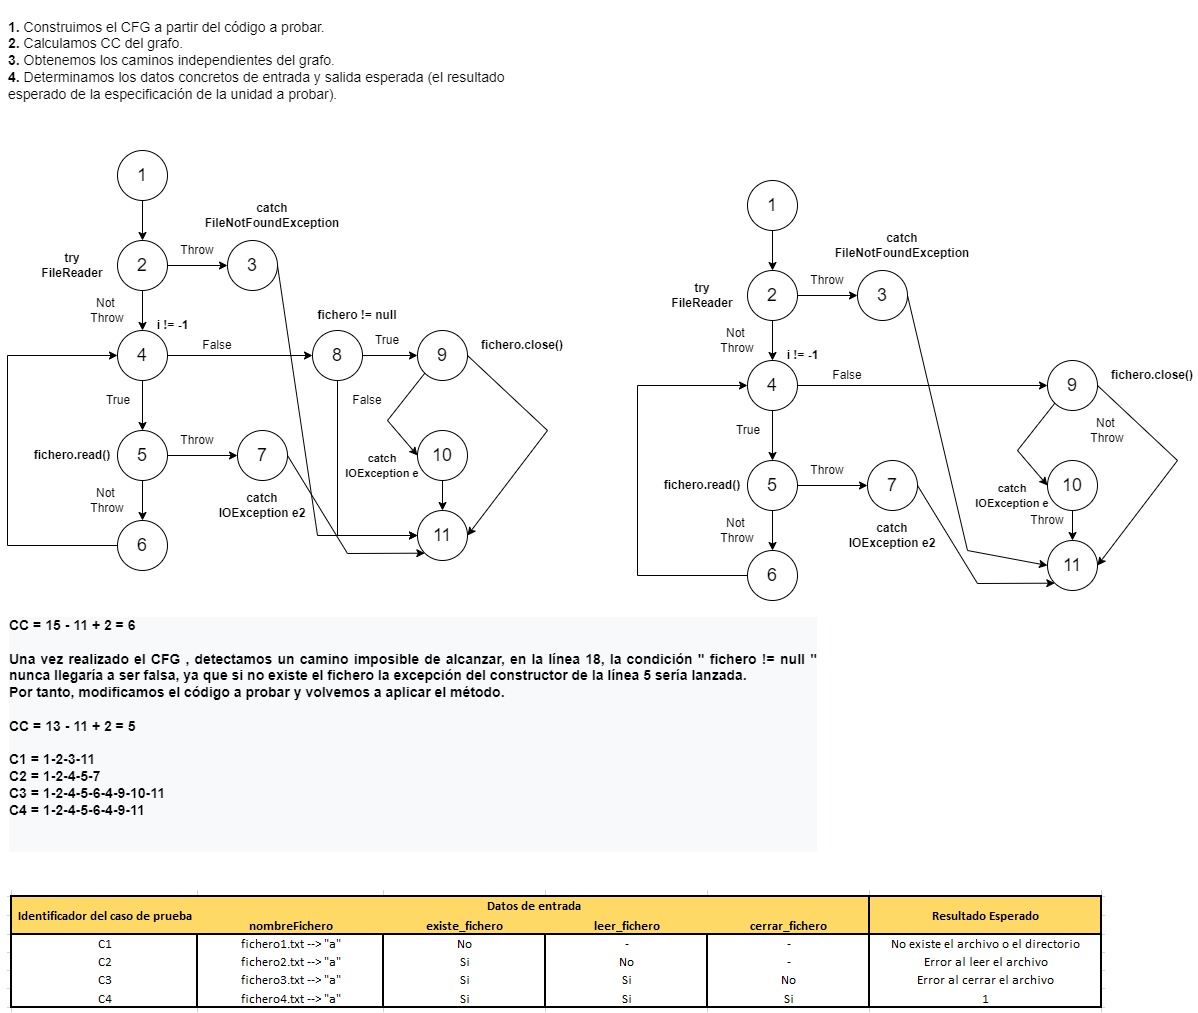 1. Construimos el CFG a partir del código a probar.
2. Calculamos CC del grafo.
3. Obtenemos los caminos independientes del grafo.
4. Determinamos los datos concretos de entrada y salida esperada (el resultado
esperado de la especificación de la unidad a probar).
1
catch
FileNotFoundException
Throw
try
FileReader
2
3
Not
Throw
i != -1
fichero != null
False
True
fichero.close()
4
8
9
True
False
Throw
fichero.read()
5
7
catch
IOException e
10
Not
Throw
catch
IOException e2
6
11
1
catch
FileNotFoundException
Throw
try
FileReader
2
3
Not
Throw
i != -1
False
fichero.close()
4
9
True
Not
Throw
Throw
fichero.read()
5
7
catch
IOException e
10
Throw
Not
Throw
catch
IOException e2
6
11
CC = 15 - 11 + 2 = 6
Una vez realizado el CFG , detectamos un camino imposible de alcanzar, en la línea 18, la condición " fichero != null "
nunca llegaría a ser falsa, ya que si no existe el fichero la excepción del constructor de la línea 5 sería lanzada.
Por tanto, modificamos el código a probar y volvemos a aplicar el método.
CC = 13 - 11 + 2 = 5
C1 = 1-2-3-11
C2 = 1-2-4-5-7
C3 = 1-2-4-5-6-4-9-10-11
C4 = 1-2-4-5-6-4-9-11
Identificador del caso de prueba Datos de entrada Resultado Esperado
nombreFichero existe_fichero leer_fichero cerrar_fichero
C1 fichero1.txt --> "a" No - - No existe el archivo o el directorio
C2 fichero2.txt --> "a" Si No - Error al leer el archivo
C3 fichero3.txt --> "a" Si Si No Error al cerrar el archivo
C4 fichero4.txt --> "a" Si Si Si 1